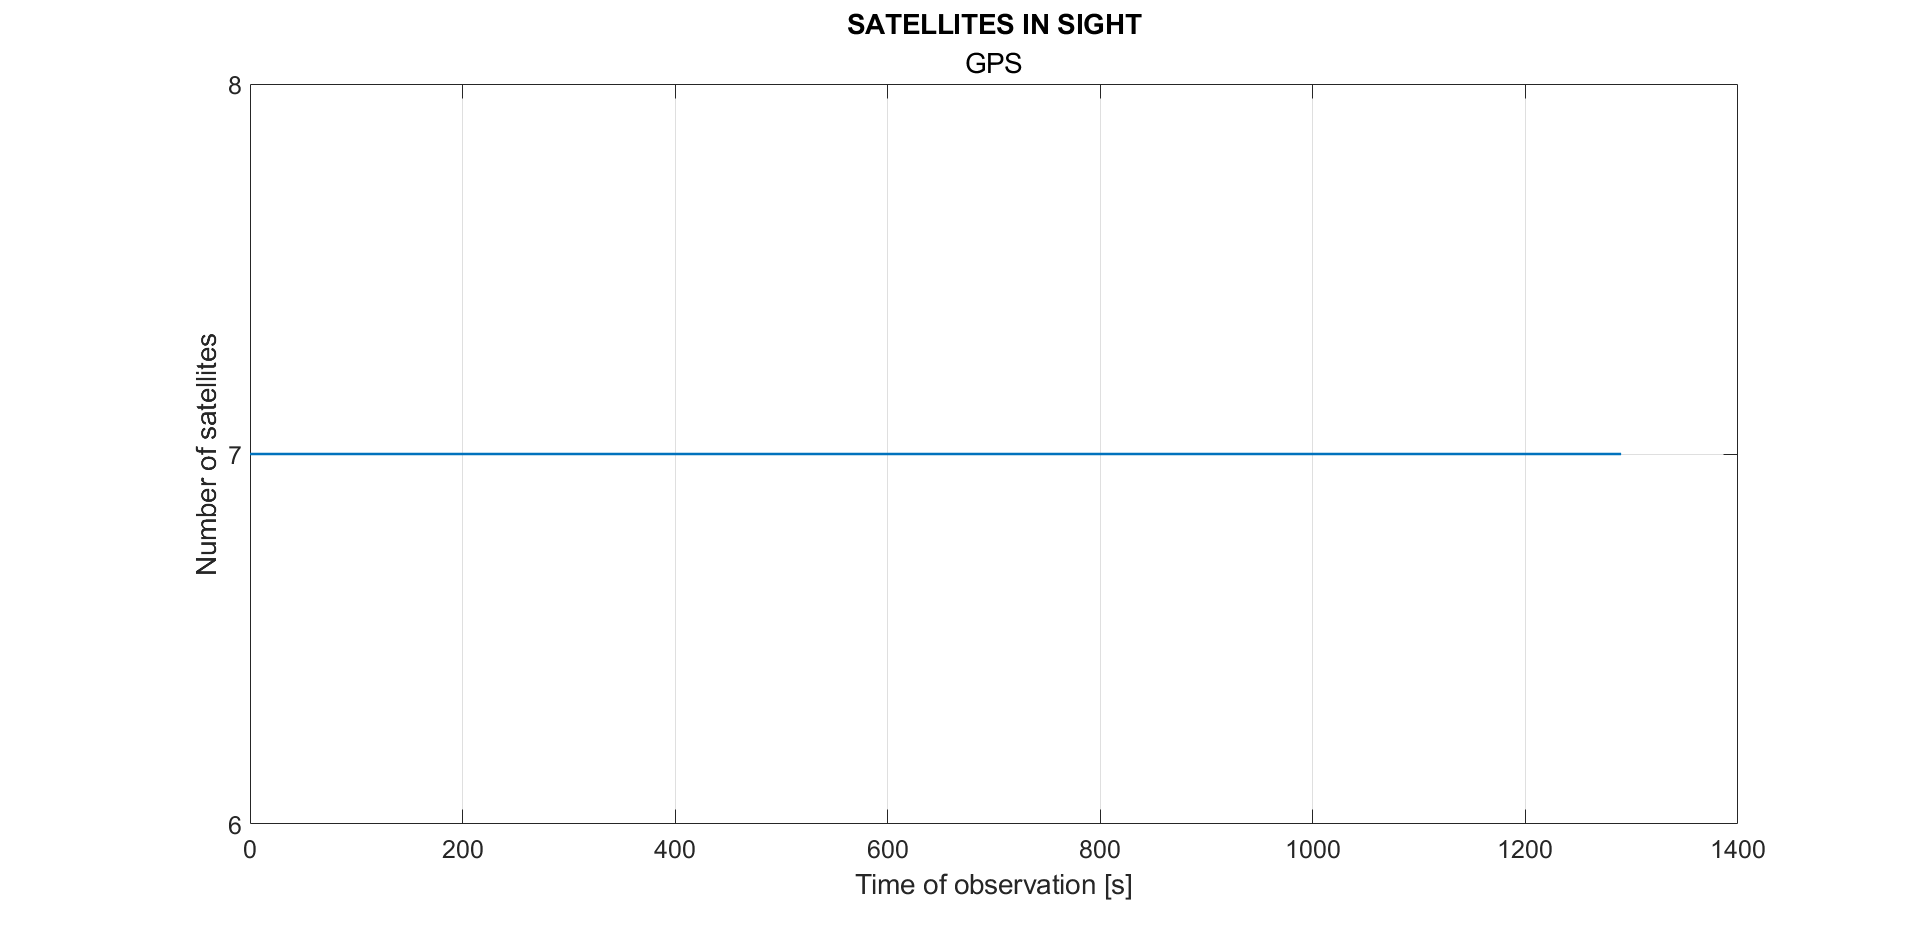 SATELLITES IN SIGHT
GPS
8
7
6
Number of satellites
0 200 400 600 800 1000 1200 1400
Time of observation [s]